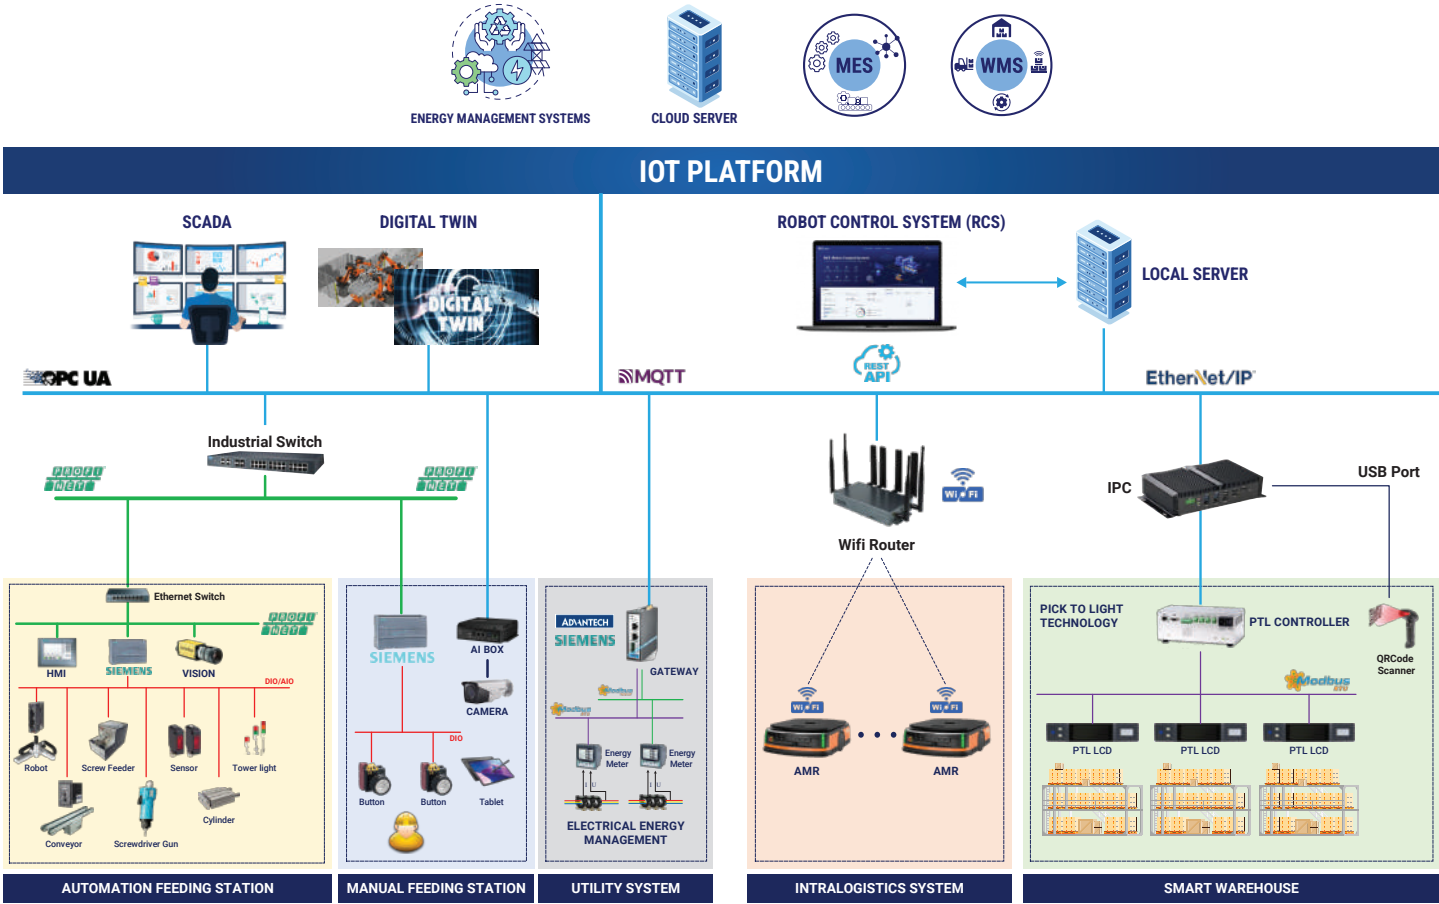 MES
WMS
ENERGY MANAGEMENT SYSTEMS
CLOUD SERVER
IOT PLATFORM
SCADA
DIGITAL TWIN
ROBOT CONTROL SYSTEM (RCS)
DIGITAL
TWIN
LOCAL SERVER
OPC UA
MQTT
REST
API
EtherNet/IP
Industrial Switch
PROFI
NET
PROFI
NET
Wi Fi
Wifi Router
IPC
USB Port
Ethernet Switch
PROFI
NET
HMI
SIEMENS
VISION
DIO/AIO
Robot
Screw Feeder
Sensor
Tower light
Conveyor
Screwdriver Gun
Cylinder
AUTOMATION FEEDING STATION
SIEMENS
AI BOX
CAMERA
DIO
Button
Button
Tablet
MANUAL FEEDING STATION
ADVANTECH
SIEMENS
GATEWAY
Modbus
RTU
Modbus
RTU
Energy
Meter
Energy
Meter
I U
I U
ELECTRICAL ENERGY
MANAGEMENT
UTILITY SYSTEM
Wi Fi
Wi Fi
AMR
AMR
INTRALOGISTICS SYSTEM
PICK TO LIGHT
TECHNOLOGY
PTL CONTROLLER
QRCode
Scanner
Modbus
RTU
PTL LCD
PTL LCD
PTL LCD
SMART WAREHOUSE